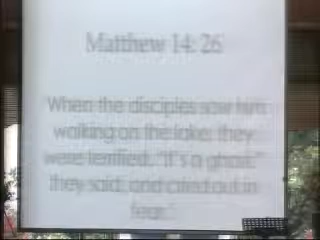 Matthew 14: 26
"When the disciples saw him
walking on the lake, they
were terrified. "It's a ghost,"
they said, and cried out in
fear."